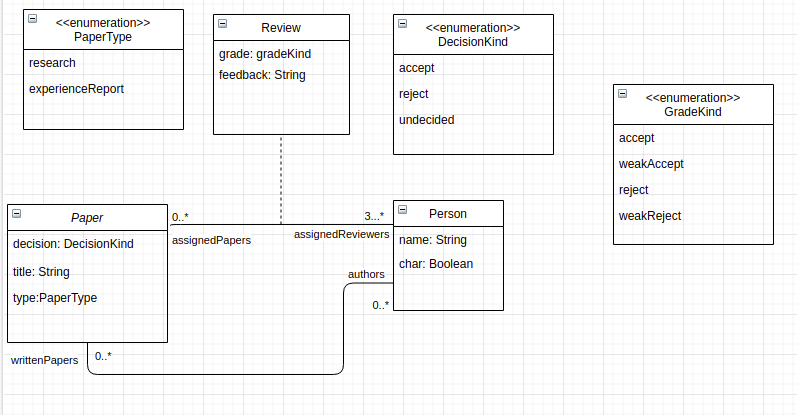 <<enumeration>>
PaperType
research
experienceReport
Review
grade: gradeKind
feedback: String
<<enumeration>>
DecisionKind
accept
reject
undecided
<<enumeration>>
GradeKind
accept
weakAccept
reject
weakReject
Paper
decision: DecisionKind
title: String
type:PaperType
0..*
assignedPapers
3...*
assignedReviewers
Person
name: String
char: Boolean
authors
0..*
writtenPapers
0..*